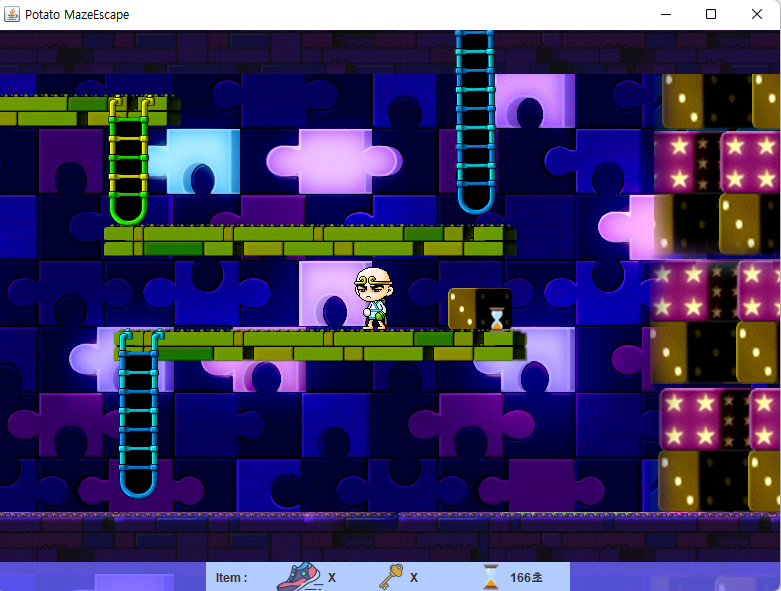 Potato MazeEscape
Item : X X 166초